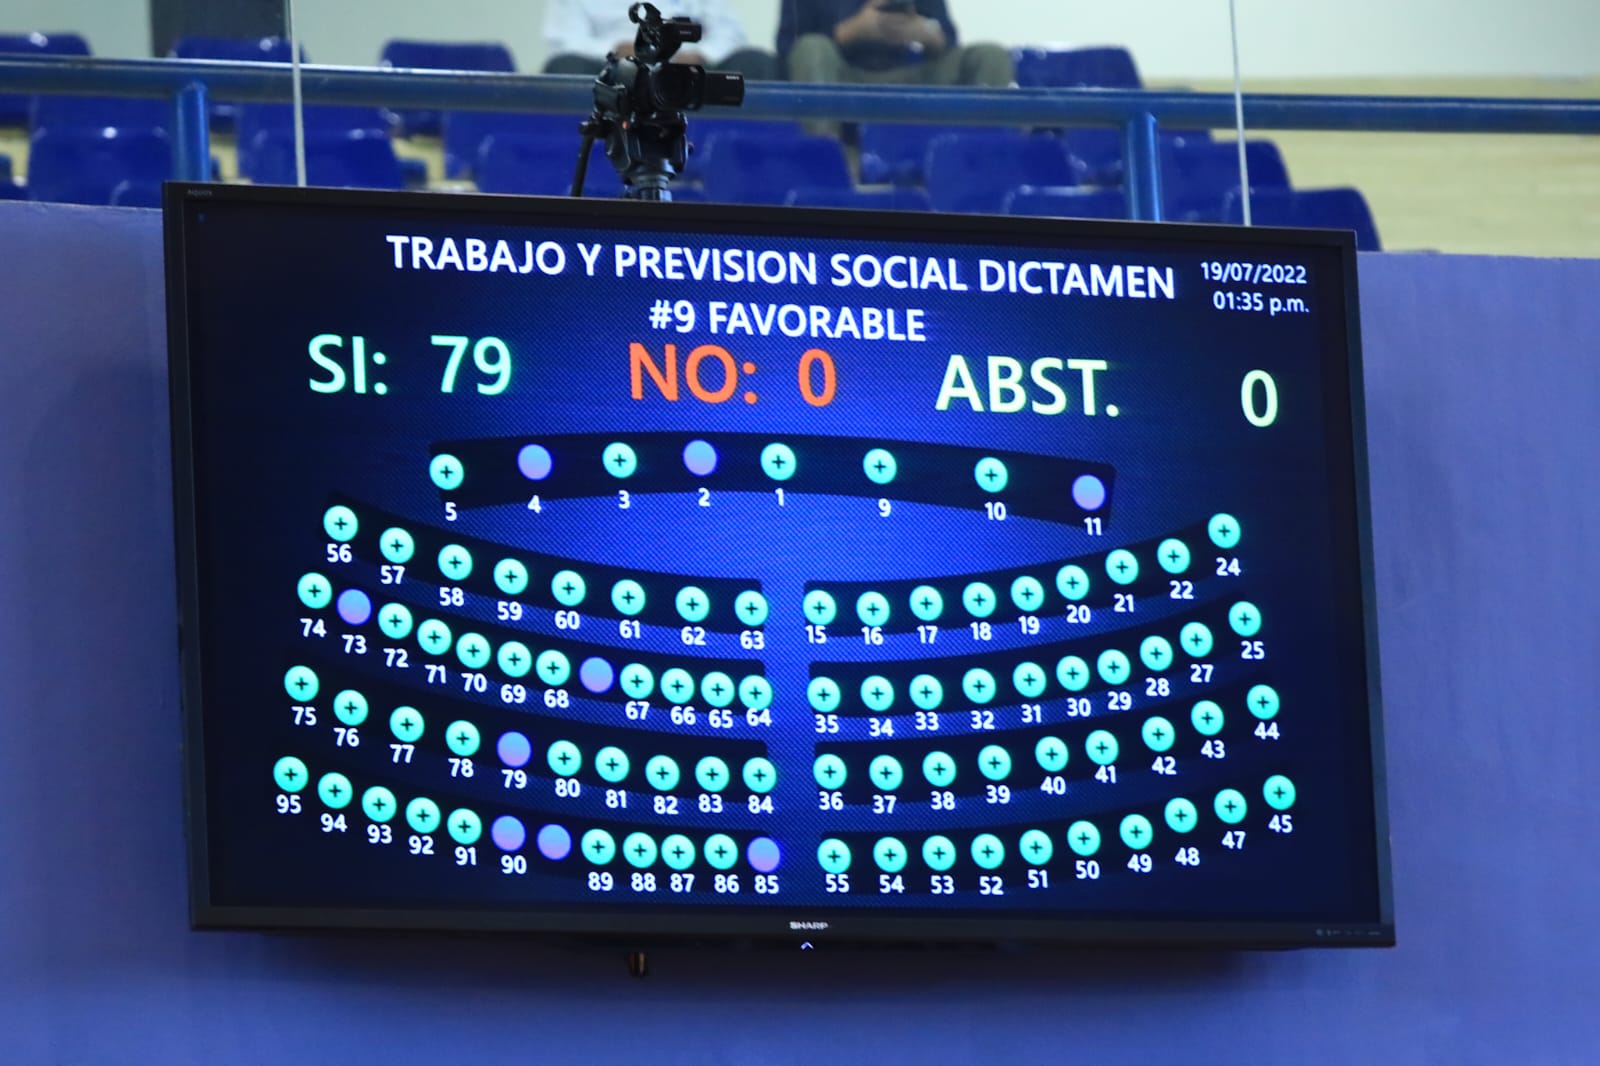 AQUOS
TRABAJO Y PREVISION SOCIAL DICTAMEN
#9 FAVORABLE
19/07/2022
01:35 p.m.
SI: 79 NO: 0 ABST. 0
5 4 3 2 1 9 10 11
56 57 58 59 60 61 62 63 15 16 17 18 19 20 21 22 24
74 73 72 71 70 69 68 67 66 65 64 35 34 33 32 31 30 29 28 27 25
75 76 77 78 79 80 81 82 83 84 36 37 38 39 40 41 42 43 44
95 94 93 92 91 90 89 88 87 86 85 55 54 53 52 51 50 49 48 47 45
SHARP